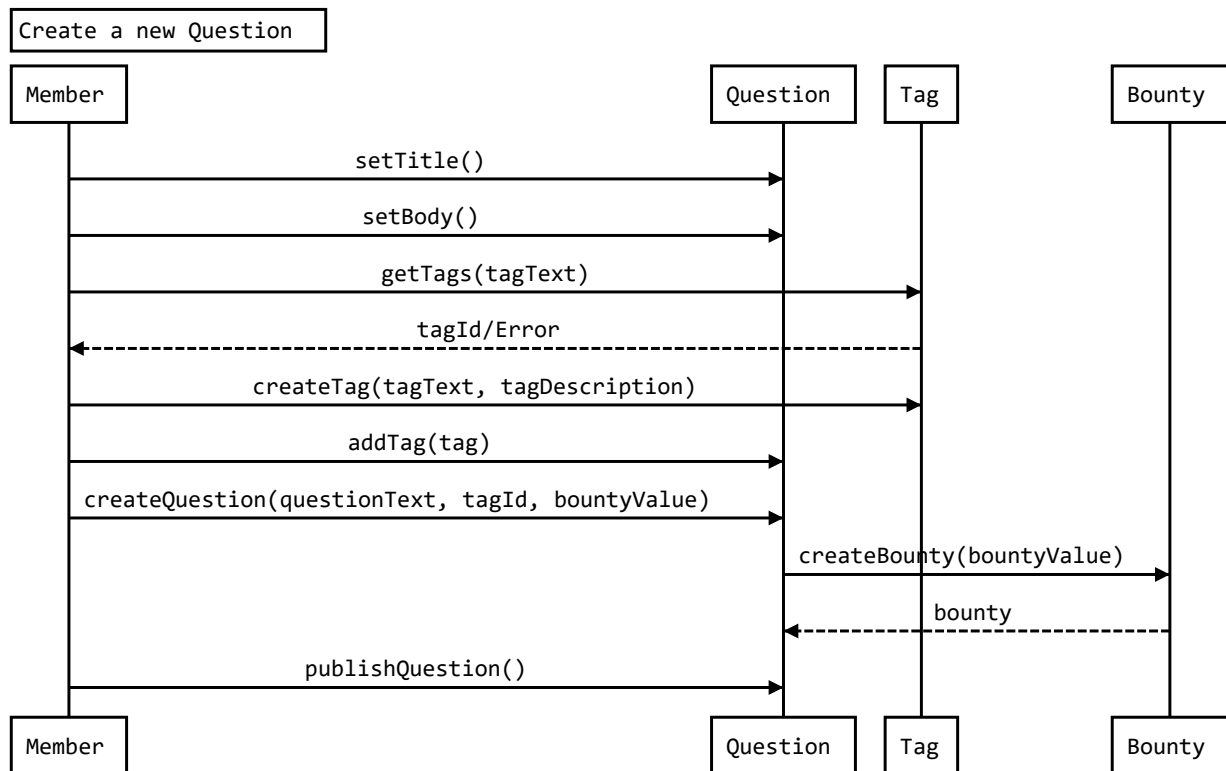 Create a new Question
Member
Question
Tag
Bounty
setTitle()
setBody()
getTags(tagText)
tagId/Error
createTag(tagText, tagDescription)
addTag(tag)
createQuestion(questionText, tagId, bountyValue)
createBounty(bountyValue)
bounty
publishQuestion()
Member
Question
Tag
Bounty